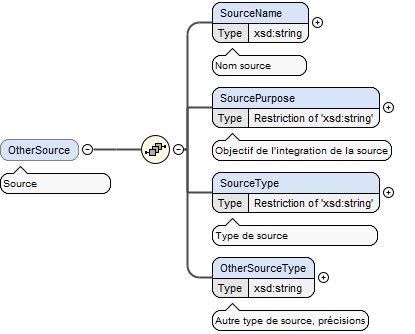 SourceName
Type xsd:string
Nom source
SourcePurpose
Type Restriction of 'xsd:string'
Objectif de l'integration de la source
OtherSource
Source
SourceType
Type Restriction of 'xsd:string'
Type de source
OtherSourceType
Type xsd:string
Autre type de source, précisions